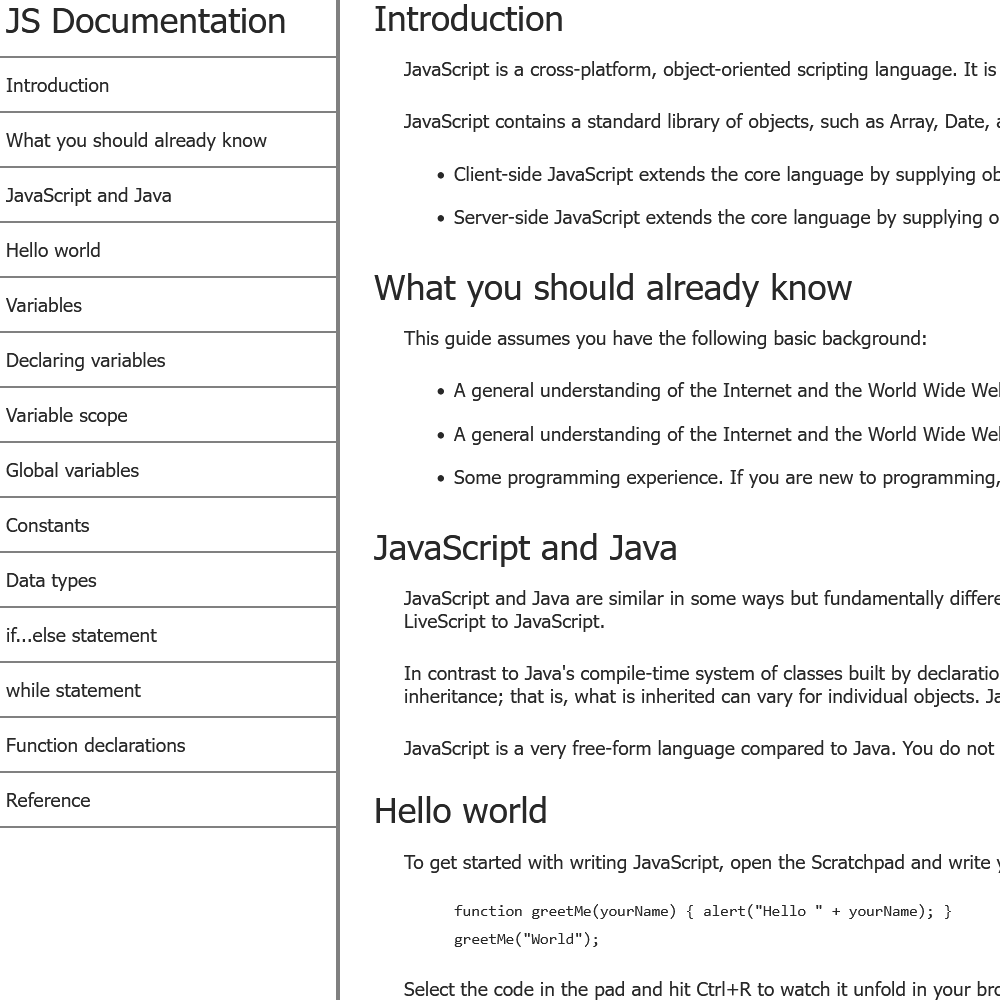 JS Documentation
Introduction
What you should already know
JavaScript and Java
Hello world
Variables
Declaring variables
Variable scope
Global variables
Constants
Data types
if...else statement
while statement
Function declarations
Reference
Introduction
JavaScript is a cross-platform, object-oriented scripting language. It is
JavaScript contains a standard library of objects, such as Array, Date,
• Client-side JavaScript extends the core language by supplying
• Server-side JavaScript extends the core language by supplying
What you should already know
This guide assumes you have the following basic background:
• A general understanding of the Internet and the World Wide
• A general understanding of the Internet and the World Wide
• Some programming experience. If you are new to programming,
JavaScript and Java
JavaScript and Java are similar in some ways but fundamentally
LiveScript to JavaScript.
In contrast to Java's compile-time system of classes built by
inheritance; that is, what is inherited can vary for individual objects.
JavaScript is a very free-form language compared to Java. You do not
Hello world
To get started with writing JavaScript, open the Scratchpad and write
function greetMe(yourName) { alert("Hello " + yourName); }
greetMe("World");
Select the code in the pad and hit Ctrl+R to watch it unfold in your